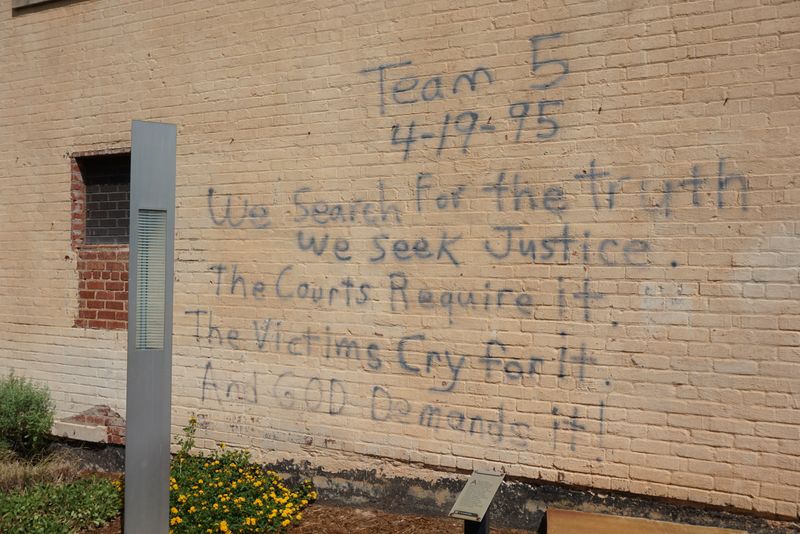 Team 5
4-19-95
We Search for the truth
We seek Justice.
The Courts Require it.
The Victims Cry for it.
And GOD Demands it!